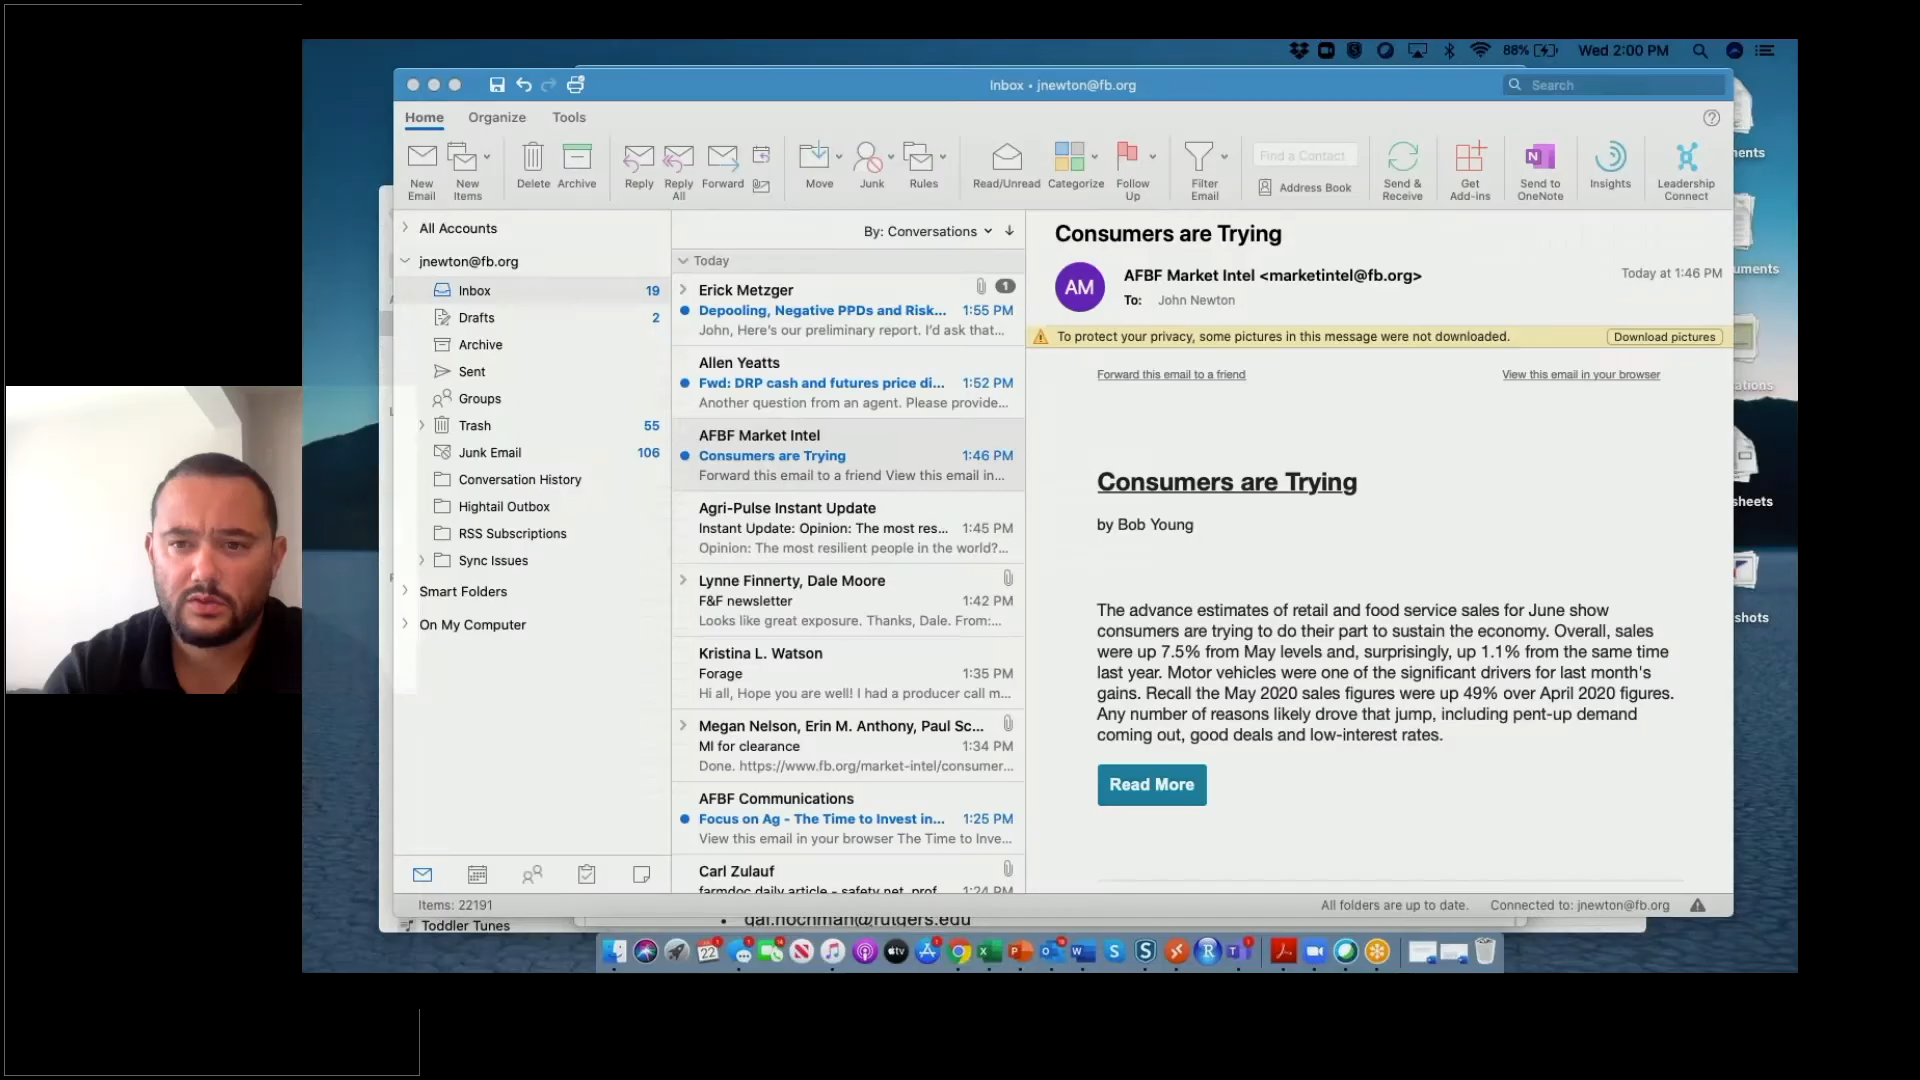 88%
Wed 2:00 PM
Inbox • jnewton@fb.org
Search
Home
Organize
Tools
New Email
New Items
Delete
Archive
Reply
Reply All
Forward
Move
Junk
Rules
Read/Unread
Categorize
Follow Up
Filter Email
Find a Contact
Address Book
Send & Receive
Get Add-ins
N
Send to OneNote
Insights
Leadership Connect
All Accounts
jnewton@fb.org
Inbox 19
Drafts 2
Archive
Sent
Groups
Trash 55
Junk Email 106
Conversation History
Hightail Outbox
RSS Subscriptions
Sync Issues
Smart Folders
On My Computer
By: Conversations
Today
Erick Metzger 1
Depooling, Negative PPDs and Risk... 1:55 PM
John, Here's our preliminary report. I'd ask that...
Allen Yeatts
Fwd: DRP cash and futures price di... 1:52 PM
Another question from an agent. Please provide...
AFBF Market Intel
Consumers are Trying 1:46 PM
Forward this email to a friend View this email in...
Agri-Pulse Instant Update
Instant Update: Opinion: The most res... 1:45 PM
Opinion: The most resilient people in the world?...
Lynne Finnerty, Dale Moore
F&F newsletter 1:42 PM
Looks like great exposure. Thanks, Dale. From:...
Kristina L. Watson
Forage 1:35 PM
Hi all, Hope you are well! I had a producer call m...
Megan Nelson, Erin M. Anthony, Paul Sc...
MI for clearance 1:34 PM
Done. https://www.fb.org/market-intel/consumer...
AFBF Communications
Focus on Ag - The Time to Invest in... 1:25 PM
View this email in your browser The Time to Inve...
Carl Zulauf
farmdoc daily article - safety net, prof 1:24 PM
Consumers are Trying
AM
AFBF Market Intel <marketintel@fb.org>
Today at 1:46 PM
To: John Newton
To protect your privacy, some pictures in this message were not downloaded.
Download pictures
Forward this email to a friend
View this email in your browser
Consumers are Trying
by Bob Young
The advance estimates of retail and food service sales for June show
consumers are trying to do their part to sustain the economy. Overall, sales
were up 7.5% from May levels and, surprisingly, up 1.1% from the same time
last year. Motor vehicles were one of the significant drivers for last month's
gains. Recall the May 2020 sales figures were up 49% over April 2020 figures.
Any number of reasons likely drove that jump, including pent-up demand
coming out, good deals and low-interest rates.
Read More
Items: 22191
All folders are up to date.
Connected to: jnewton@fb.org
Toddler Tunes
gal.hochman@rutgers.edu
22
tv